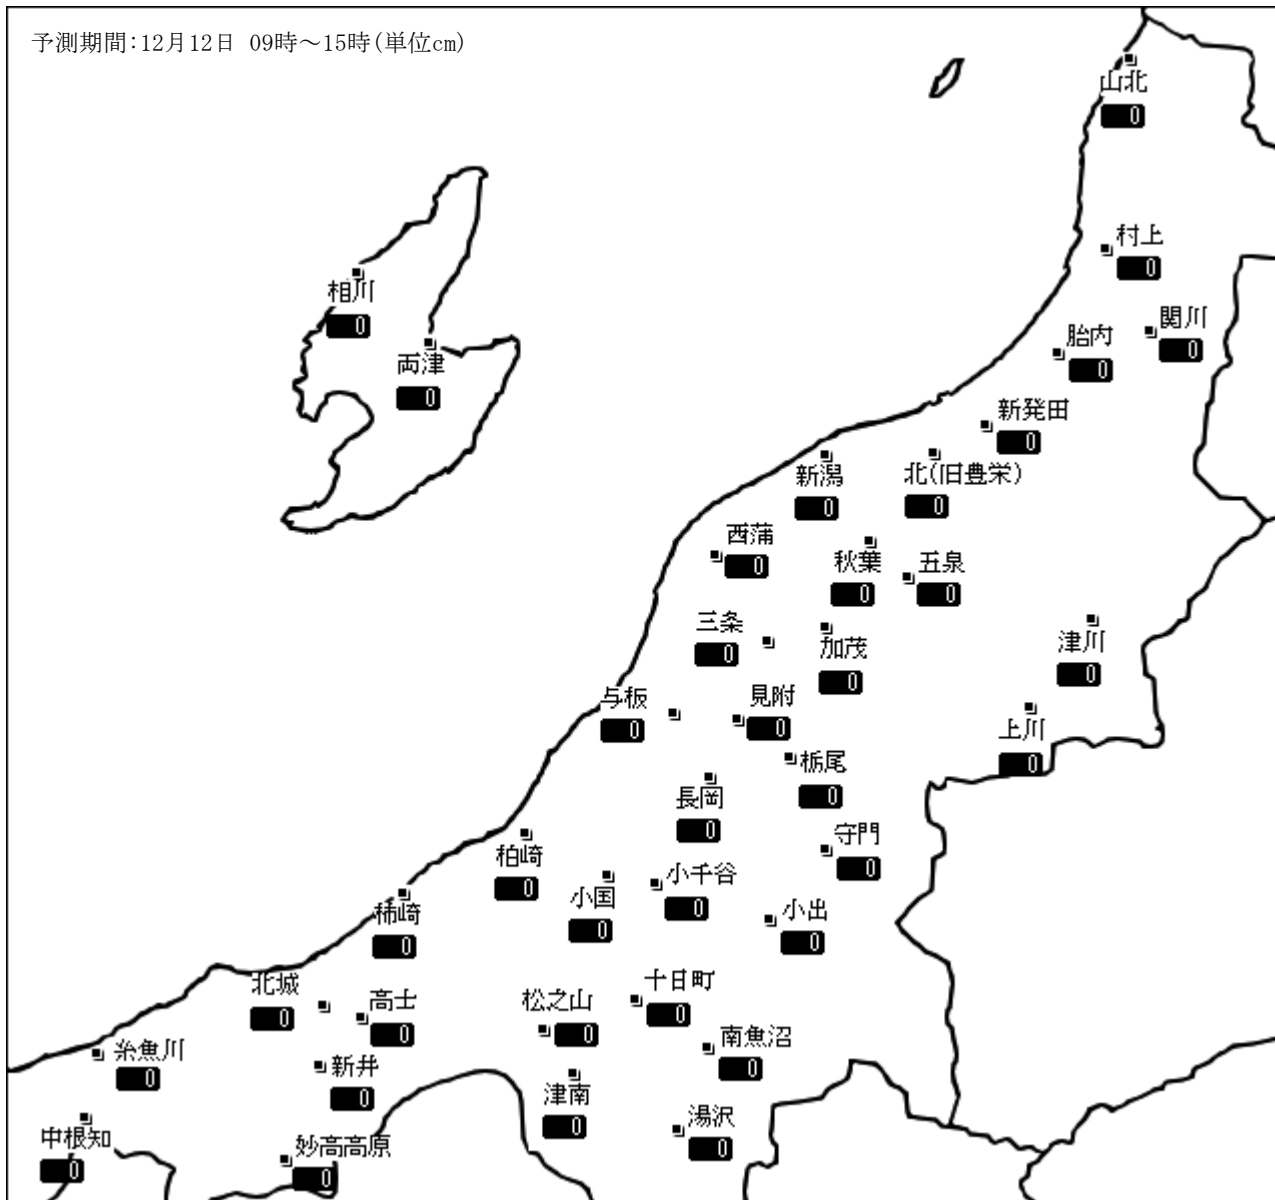 予測期間:12月12日 09時～15時(単位cm)
山北
0
村上
0
相川
0
関川
0
胎内
0
両津
0
新発田
0
新潟
0
北(旧豊栄)
0
西蒲
0
秋葉
0
五泉
0
三条
0
加茂
0
津川
0
与板
0
見附
0
上川
0
栃尾
0
長岡
0
守門
0
柏崎
0
小千谷
0
小国
0
小出
0
柿崎
0
北城
0
高士
0
松之山
0
十日町
0
南魚沼
0
糸魚川
0
新井
0
津南
0
湯沢
0
中根知
0
妙高高原
0